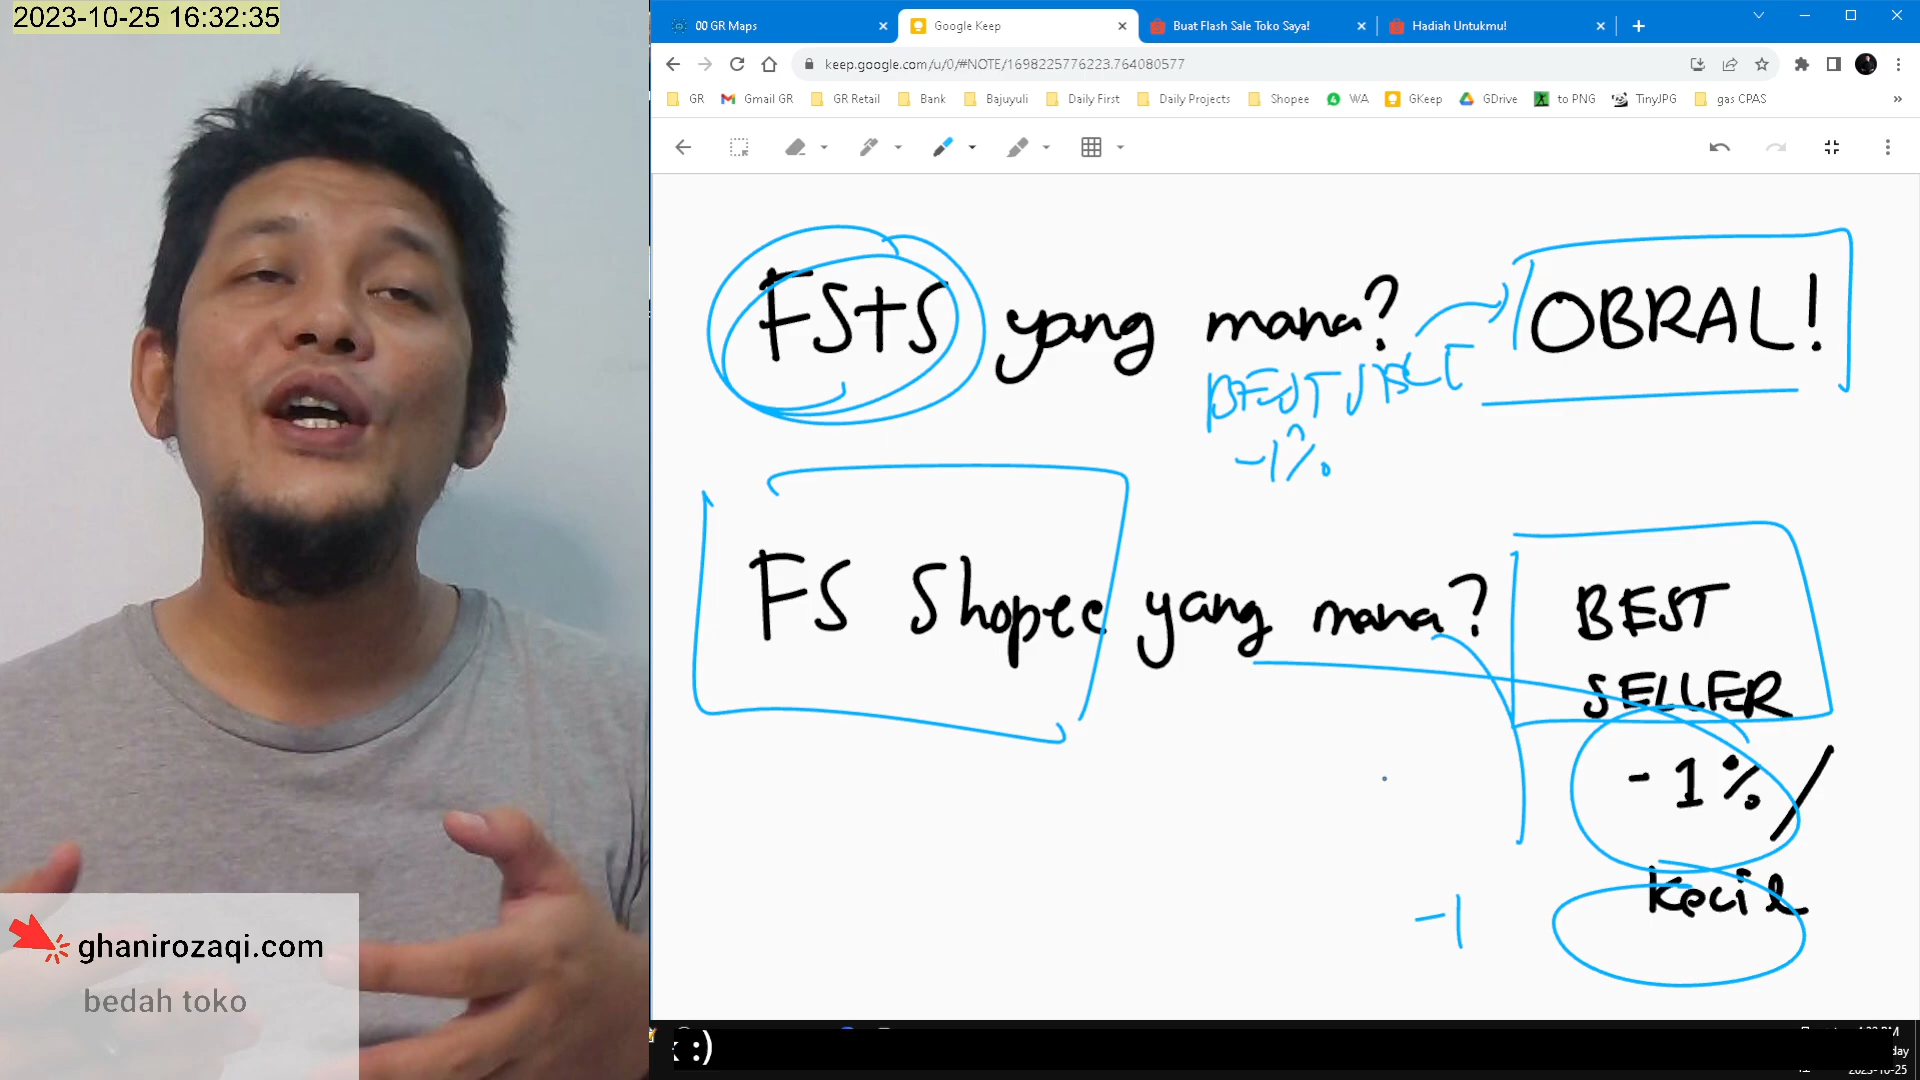 2023-10-25 16:32:35
00 GR Maps
Google Keep
Buat Flash Sale Toko Saya!
Hadiah Untukmu!
keep.google.com/u/0/#NOTE/1698225776223.764080577
GR
Gmail GR
GR Retail
Bank
Bajuyuli
Daily First
Daily Projects
Shopee
WA
GKeep
GDrive
to PNG
TinyJPG
gas CPAS
»
FSTS yang mana? OBRAL!
BEST
-1%
FS Shopee yang mana? BEST
SELLER
-1%/
kecil
-1
ghanirozaqi.com
bedah toko
:)
2023-10-25